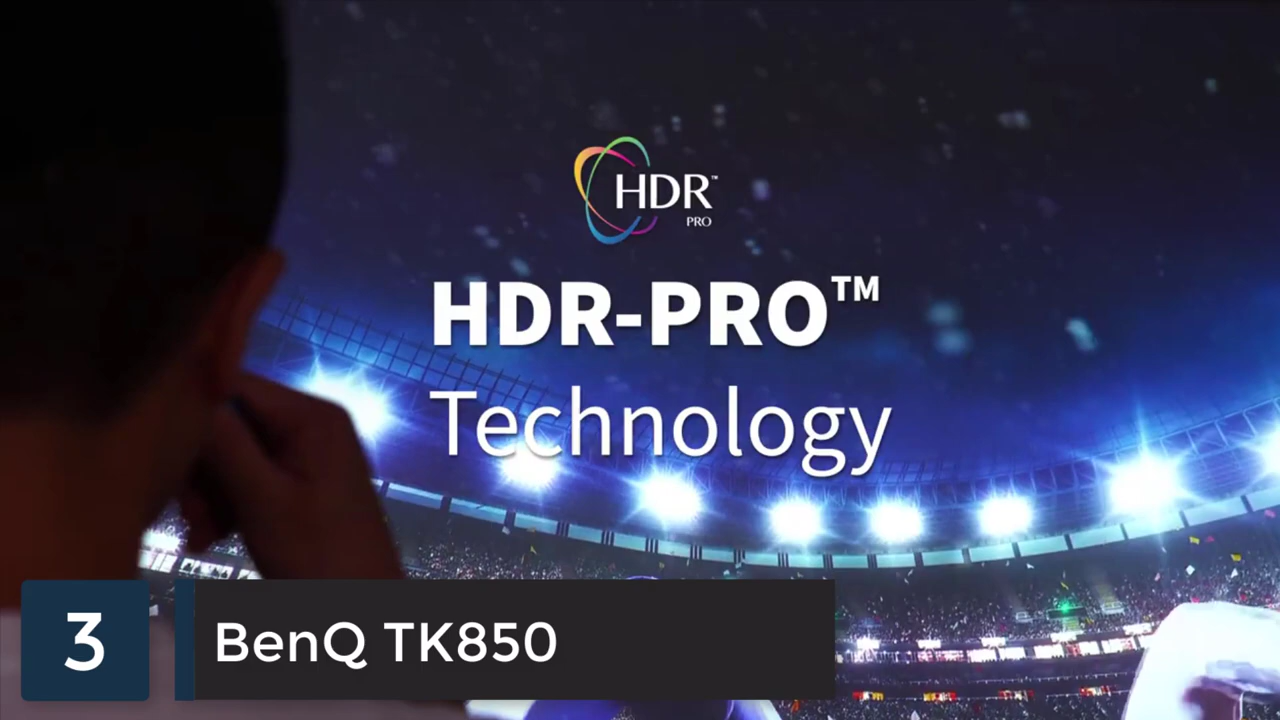 HDR™
PRO
HDR-PRO™
Technology
3
BenQ TK850